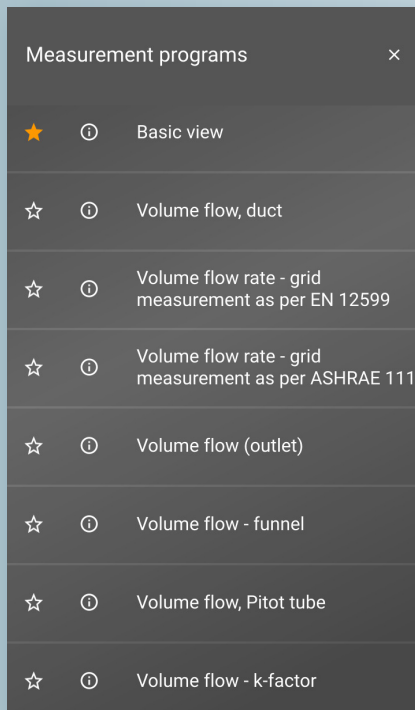 Measurement programs
Basic view
Volume flow, duct
Volume flow rate - grid
measurement as per EN 12599
Volume flow rate - grid
measurement as per ASHRAE 111
Volume flow (outlet)
Volume flow - funnel
Volume flow, Pitot tube
Volume flow - k-factor